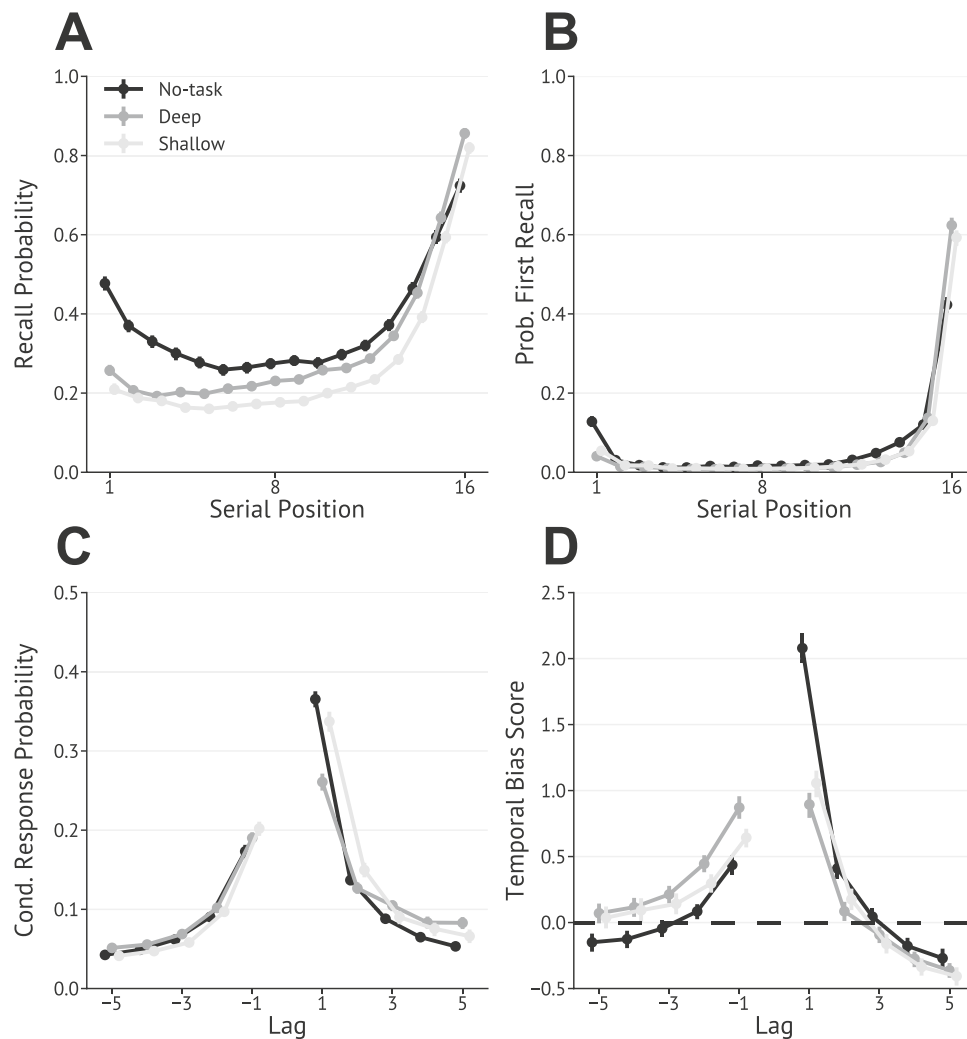 A
Recall Probability
1.0
0.8
0.6
0.4
0.2
0.0
No-task
Deep
Shallow
1 8 16
Serial Position
B
Prob. First Recall
1.0
0.8
0.6
0.4
0.2
0.0
1 8 16
Serial Position
C
Cond. Response Probability
0.5
0.4
0.3
0.2
0.1
0.0
−5 −3 −1 1 3 5
Lag
D
Temporal Bias Score
2.5
2.0
1.5
1.0
0.5
0.0
−0.5
−5 −3 −1 1 3 5
Lag